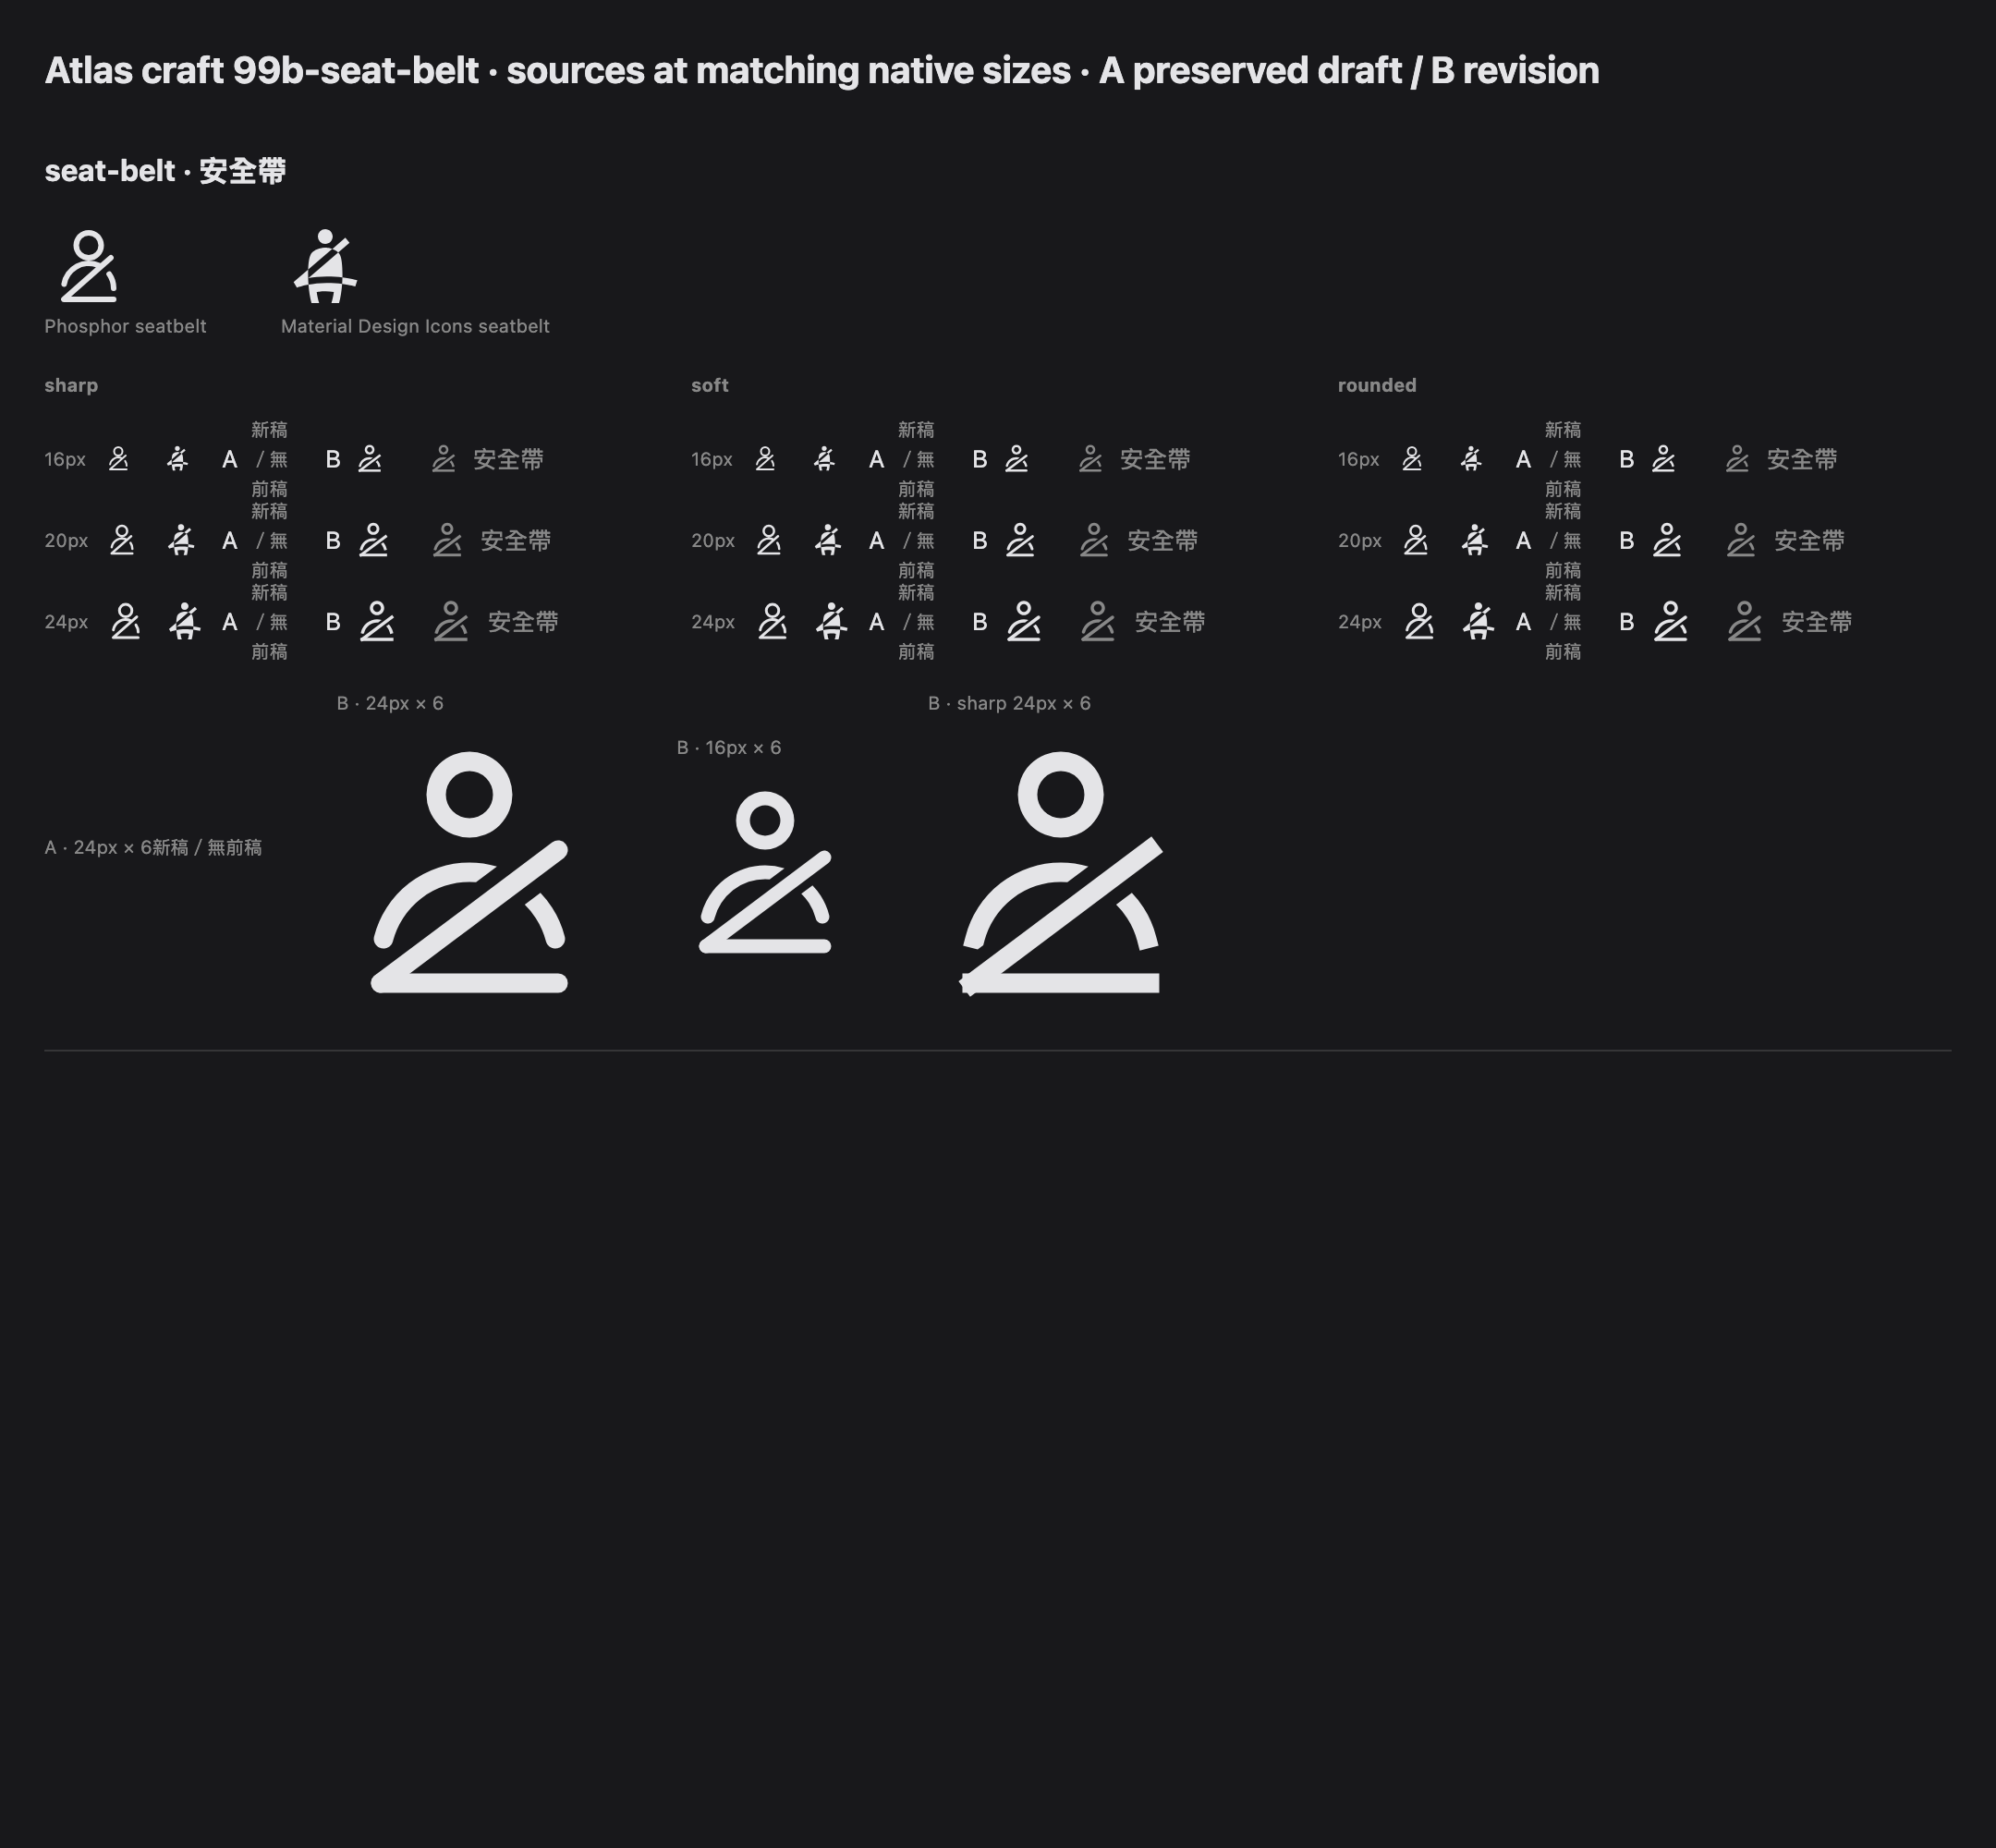 Atlas craft 99b-seat-belt · sources at matching native sizes · A preserved draft / B revision
seat-belt · 安全帶
Phosphor seatbelt
Material Design Icons seatbelt
sharp
16px A 新稿 / 無前稿 B 安全帶
20px A 新稿 / 無前稿 B 安全帶
24px A 新稿 / 無前稿 B 安全帶
soft
16px A 新稿 / 無前稿 B 安全帶
20px A 新稿 / 無前稿 B 安全帶
24px A 新稿 / 無前稿 B 安全帶
rounded
16px A 新稿 / 無前稿 B 安全帶
20px A 新稿 / 無前稿 B 安全帶
24px A 新稿 / 無前稿 B 安全帶
A · 24px × 6新稿 / 無前稿
B · 24px × 6
B · 16px × 6
B · sharp 24px × 6